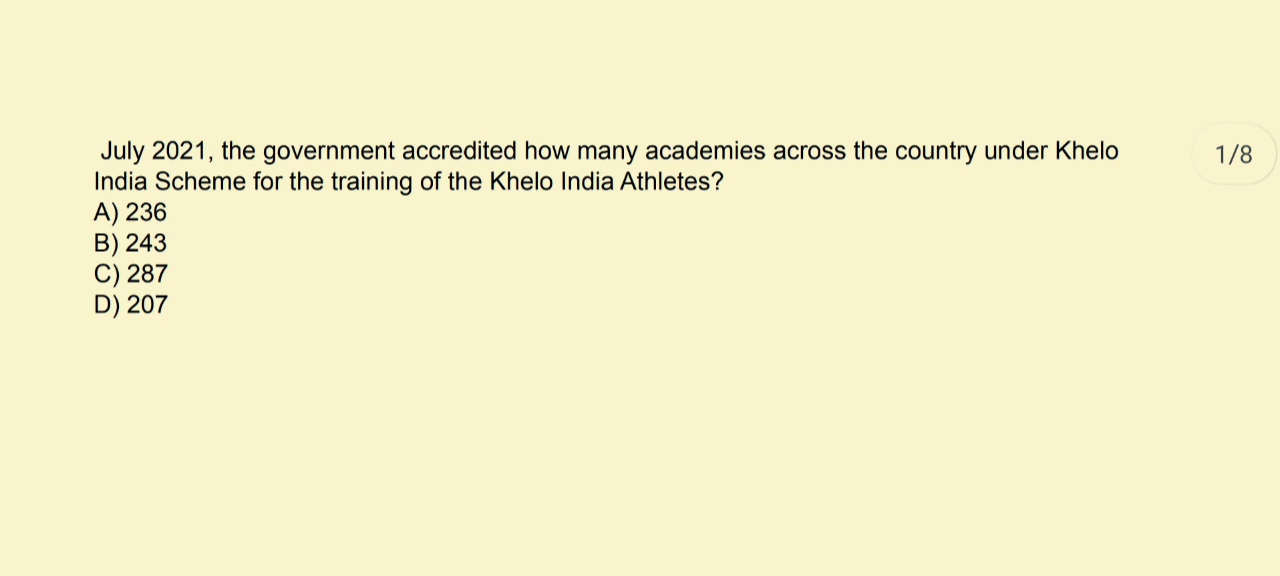 July 2021, the government accredited how many academies across the country under Khelo
India Scheme for the training of the Khelo India Athletes?
A) 236
B) 243
C) 287
D) 207
1/8